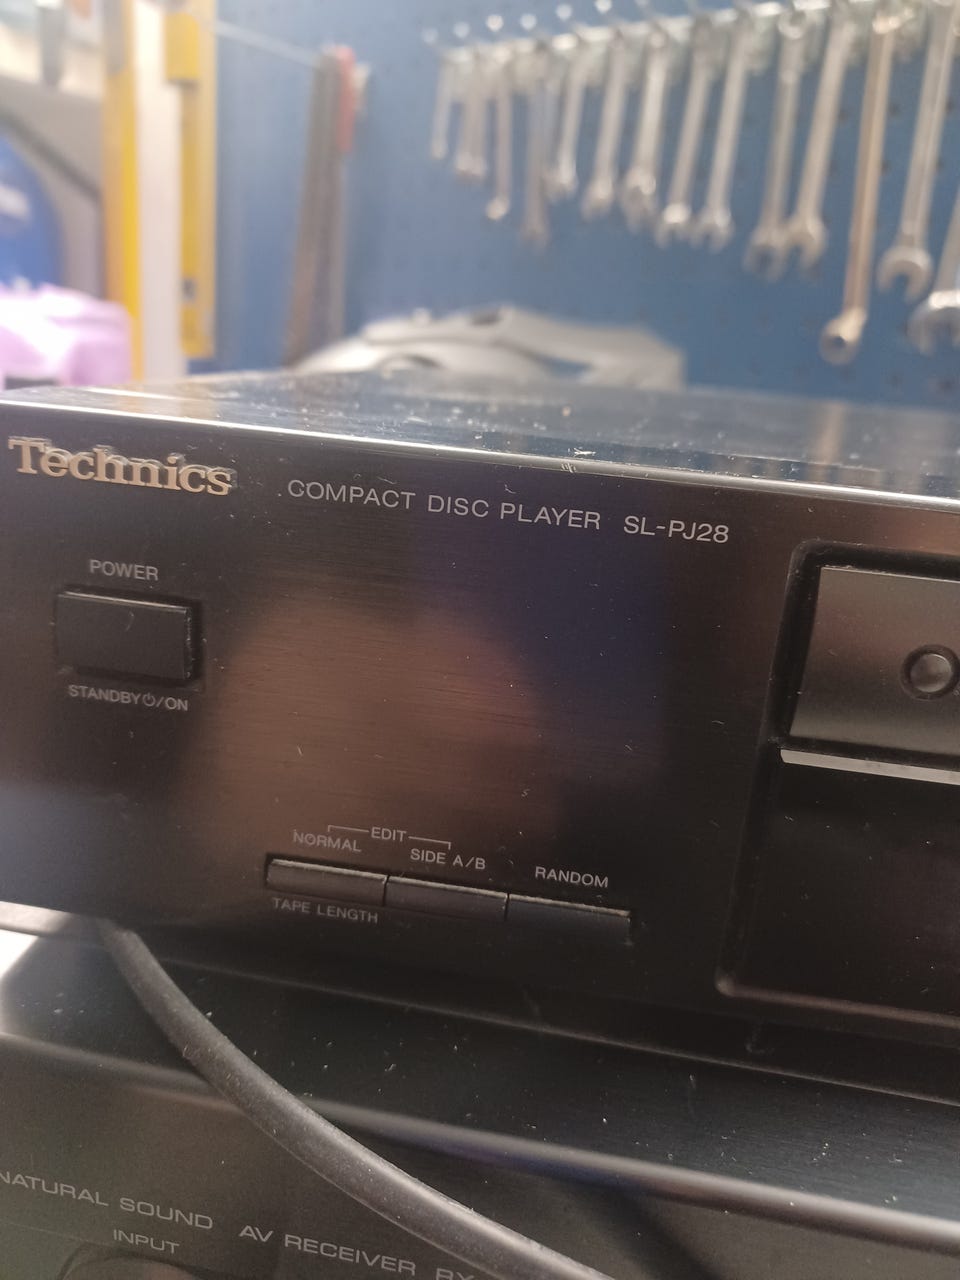 Technics
COMPACT DISC PLAYER SL-PJ28
POWER
STANDBY⏻/ON
EDIT
NORMAL
SIDE A/B
RANDOM
TAPE LENGTH
NATURAL SOUND AV RECEIVER RX
INPUT